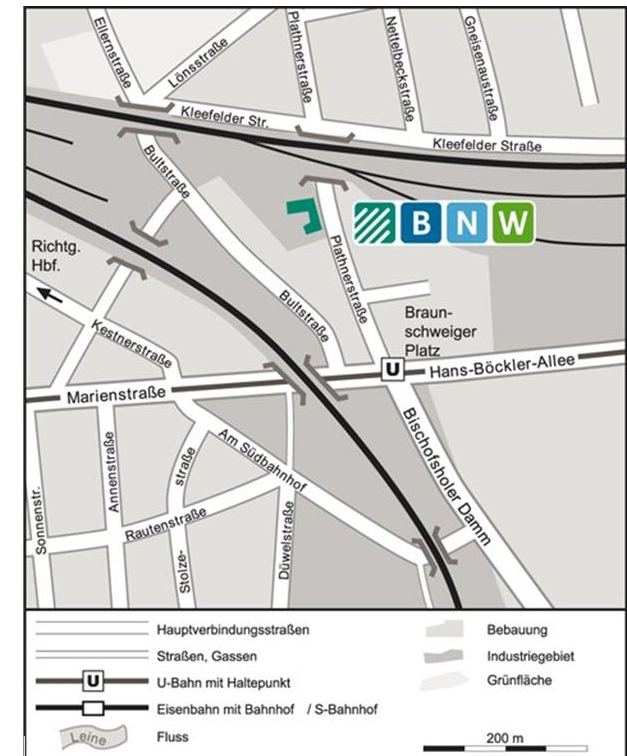 Ellernstraße
Lönsstraße
Plathnerstraße
Nettelbeckstraße
Gneisenaustraße
Kleefelder Str.
Kleefelder Straße
Bultstraße
B N W
Richtg.
Hbf.
Plathnerstraße
Bultstraße
Braun-
schweiger
Platz
Kestnerstraße
U
Hans-Böckler-Allee
Marienstraße
Bischofsholer Damm
Am Südbahnhof
Annenstraße
straße
Stolze-
Sonnenstr.
Rautenstraße
Düwelstraße
Hauptverbindungsstraßen
Straßen, Gassen
U
U-Bahn mit Haltepunkt
Eisenbahn mit Bahnhof / S-Bahnhof
Leine
Fluss
Bebauung
Industriegebiet
Grünfläche
200 m